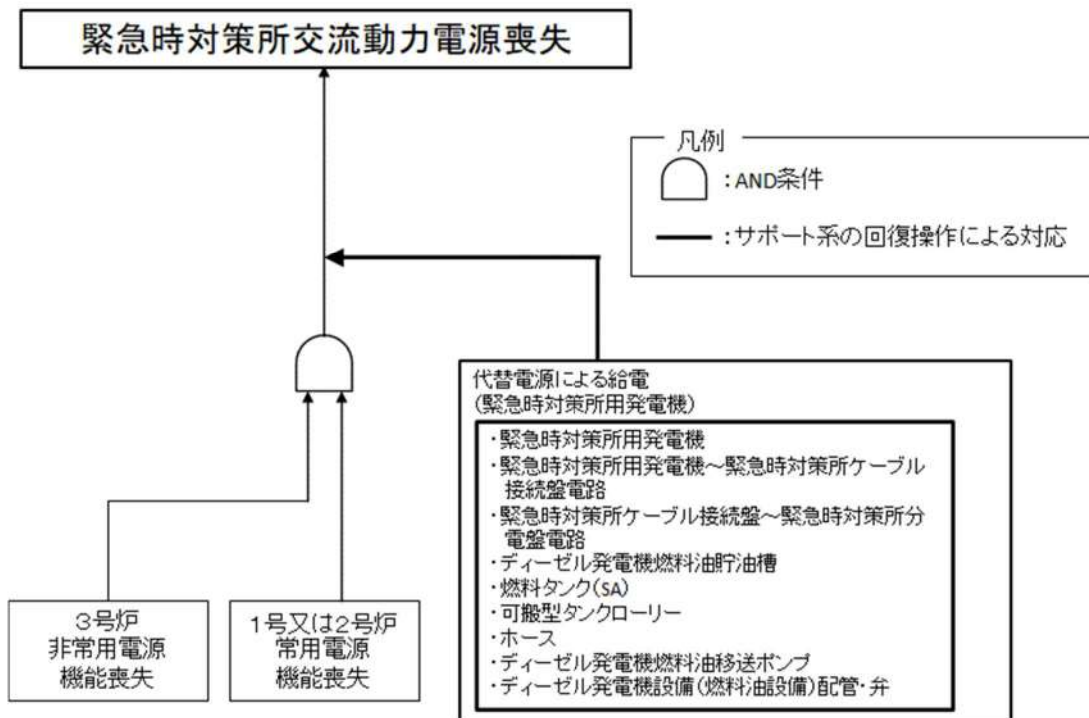 緊急時対策所交流動力電源喪失
凡例
:AND条件
:サポート系の回復操作による対応
代替電源による給電
(緊急時対策所用発電機)
・緊急時対策所用発電機
・緊急時対策所用発電機～緊急時対策所ケーブル
接続盤電路
・緊急時対策所ケーブル接続盤～緊急時対策所分
電盤電路
・ディーゼル発電機燃料油貯油槽
・燃料タンク(SA)
・可搬型タンクローリー
・ホース
・ディーゼル発電機燃料油移送ポンプ
・ディーゼル発電機設備(燃料油設備)配管・弁
3号炉
非常用電源
機能喪失
1号又は2号炉
常用電源
機能喪失